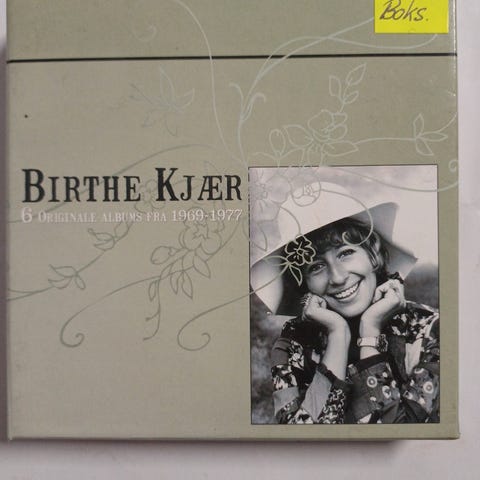 Boks.
BIRTHE KJÆR
6 ORIGINALE ALBUMS FRA 1969-1977